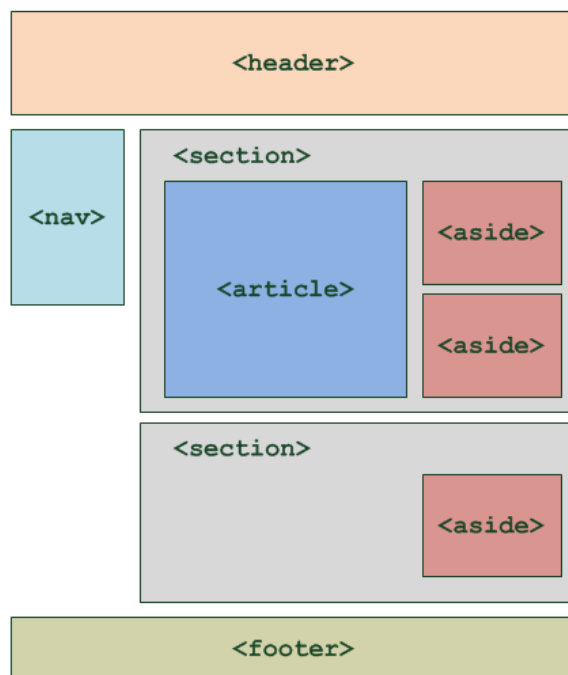 <header>
<nav>
<section>
<article>
<aside>
<aside>
<section>
<aside>
<footer>